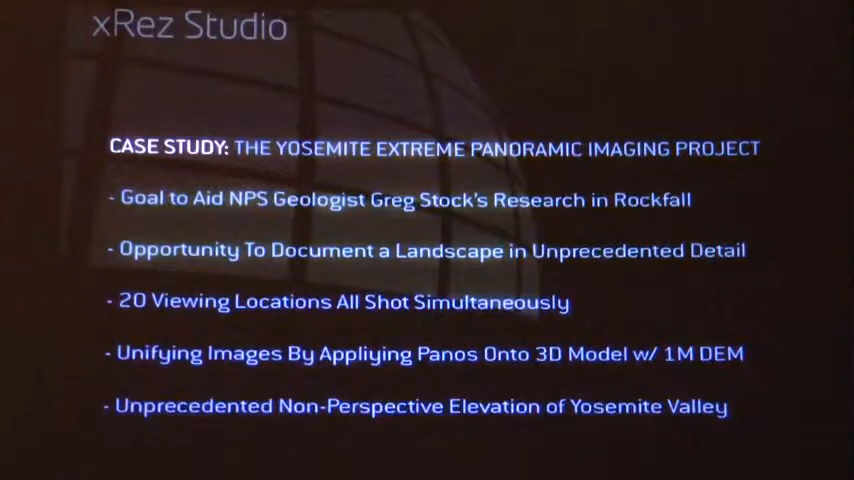 xRez Studio
CASE STUDY: THE YOSEMITE EXTREME PANORAMIC IMAGING PROJECT
- Goal to Aid NPS Geologist Greg Stock's Research in Rockfall
- Opportunity To Document a Landscape in Unprecedented Detail
- 20 Viewing Locations All Shot Simultaneously
- Unifying Images By Appliying Panos Onto 3D Model w/ 1M DEM
- Unprecedented Non-Perspective Elevation of Yosemite Valley